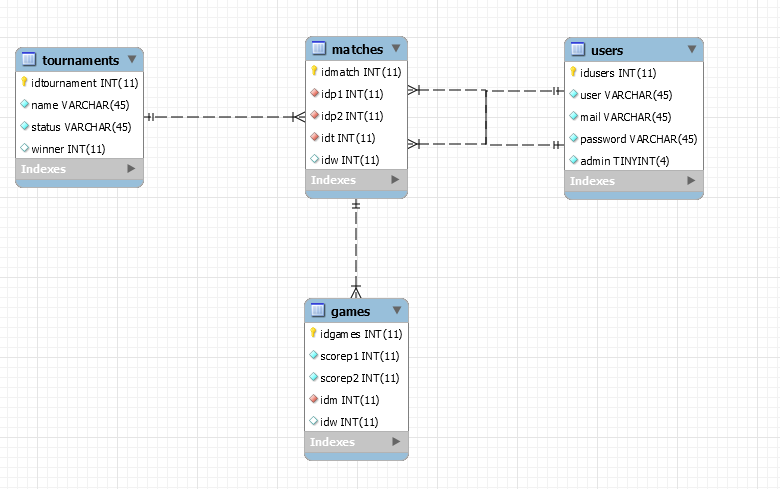 tournaments
idtournament INT(11)
name VARCHAR(45)
status VARCHAR(45)
winner INT(11)
Indexes
matches
idmatch INT(11)
idp1 INT(11)
idp2 INT(11)
idt INT(11)
idw INT(11)
Indexes
users
idusers INT(11)
user VARCHAR(45)
mail VARCHAR(45)
password VARCHAR(45)
admin TINYINT(4)
Indexes
games
idgames INT(11)
scorep1 INT(11)
scorep2 INT(11)
idm INT(11)
idw INT(11)
Indexes